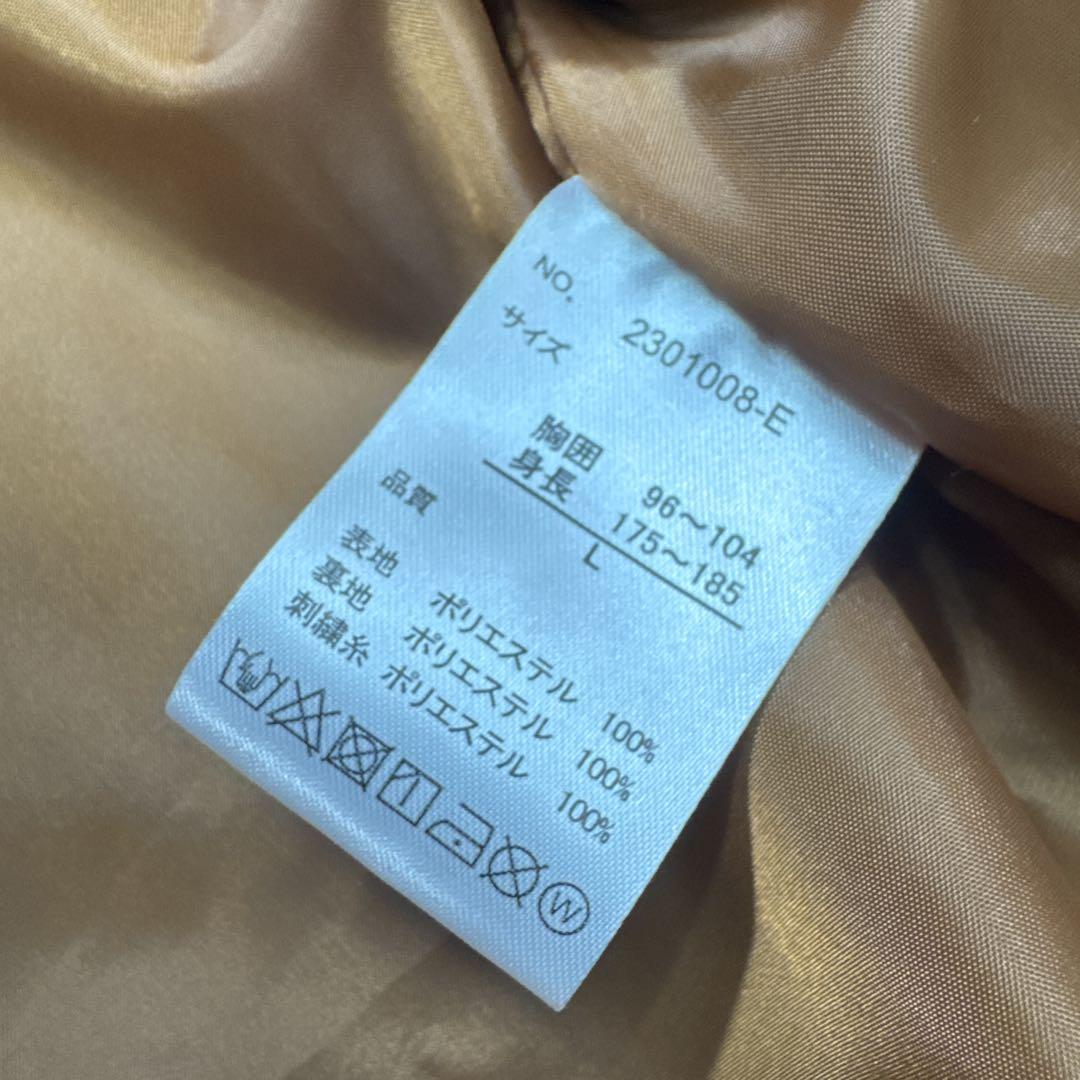 NO. 2301008-E
サイズ
胸囲 96～104
身長 175～185
L
品質
表地 ポリエステル 100%
裏地 ポリエステル 100%
刺繍糸 ポリエステル 100%
W